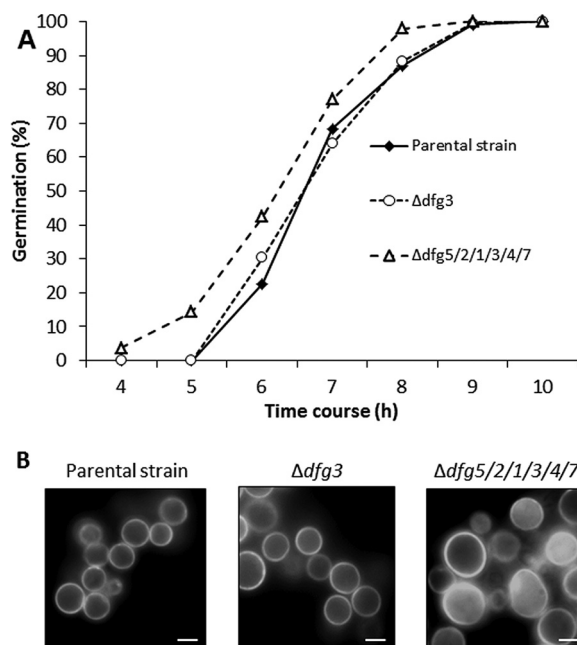 A
100
90
80
70
60
50
40
30
20
10
0
Germination (%)
Parental strain
Δdfg3
Δdfg5/2/1/3/4/7
4 5 6 7 8 9 10
Time course (h)
B
Parental strain Δdfg3 Δdfg5/2/1/3/4/7